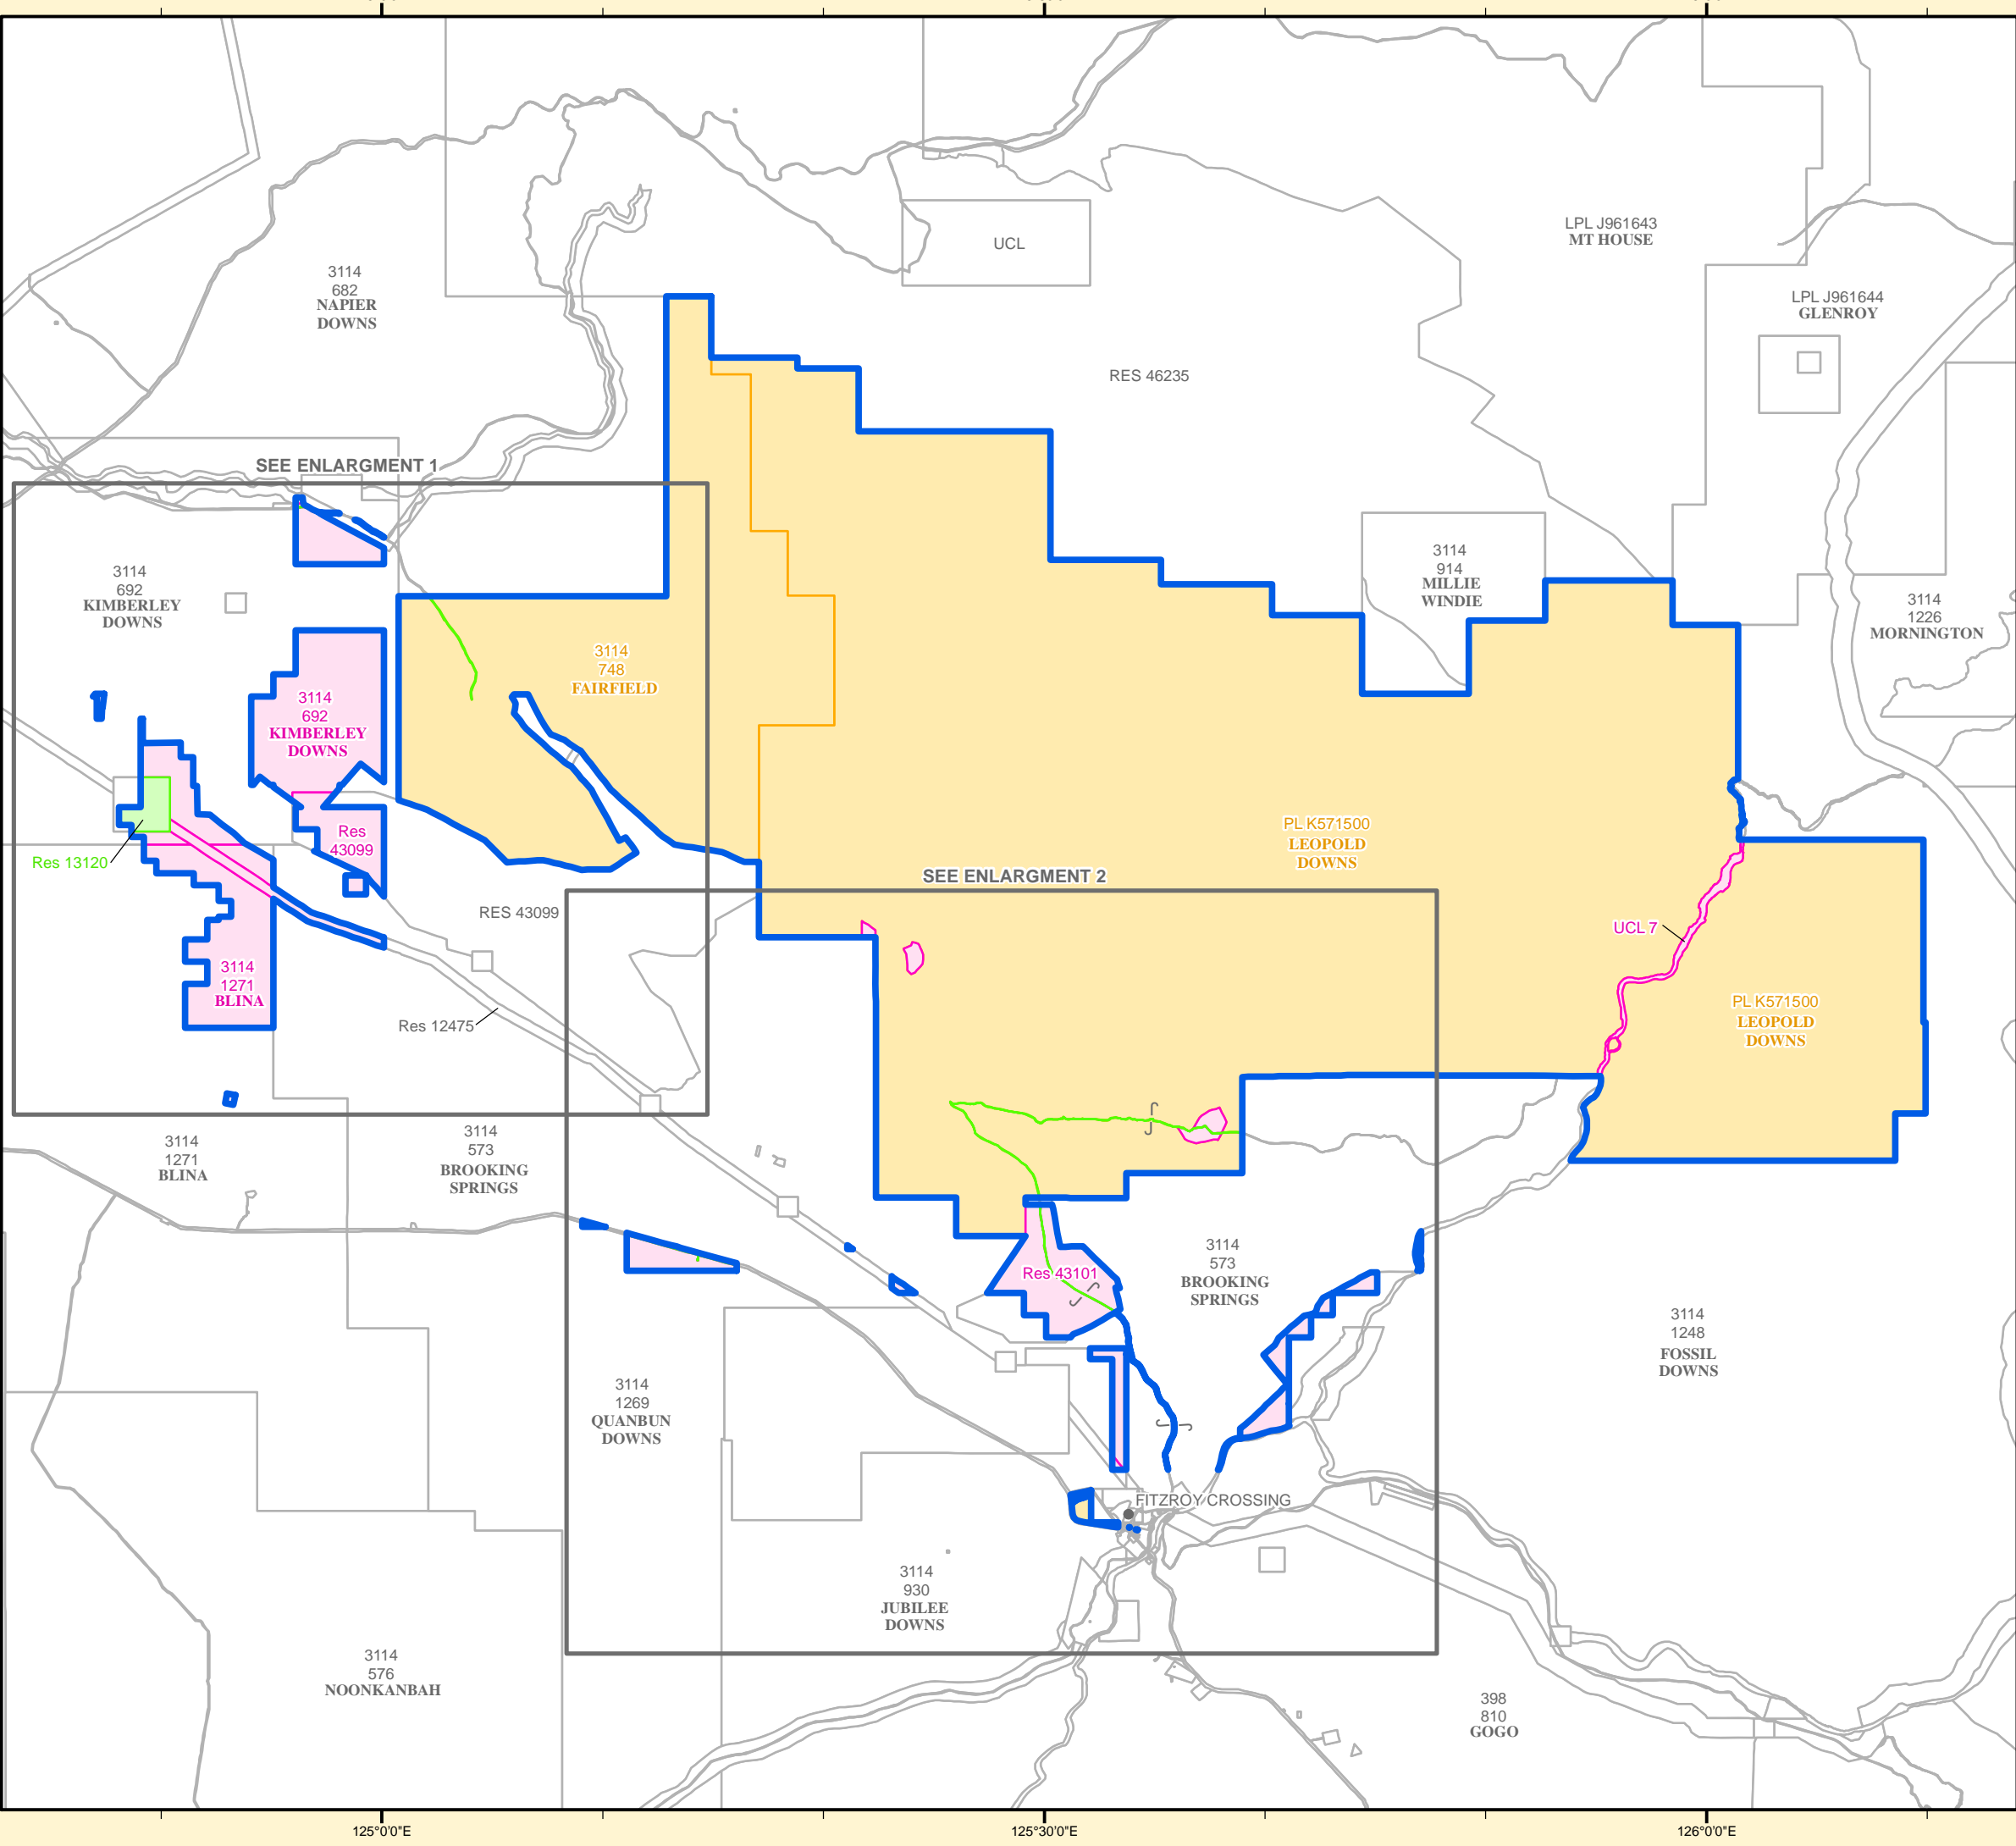 UCL
LPL J961643
MT HOUSE
3114
682
NAPIER
DOWNS
LPL J961644
GLENROY
RES 46235
SEE ENLARGMENT 1
3114
914
MILLIE
WINDIE
3114
692
KIMBERLEY
DOWNS
3114
1226
MORNINGTON
3114
748
FAIRFIELD
3114
692
KIMBERLEY
DOWNS
PL K571500
LEOPOLD
DOWNS
Res
43099
Res 13120
SEE ENLARGMENT 2
RES 43099
UCL 7
3114
1271
BLINA
PL K571500
LEOPOLD
DOWNS
Res 12475
3114
1271
BLINA
3114
573
BROOKING
SPRINGS
Res 43101
3114
573
BROOKING
SPRINGS
3114
1248
FOSSIL
DOWNS
3114
1269
QUANBUN
DOWNS
FITZROY CROSSING
3114
930
JUBILEE
DOWNS
3114
576
NOONKANBAH
398
810
GOGO
125°0'0"E
125°30'0"E
126°0'0"E